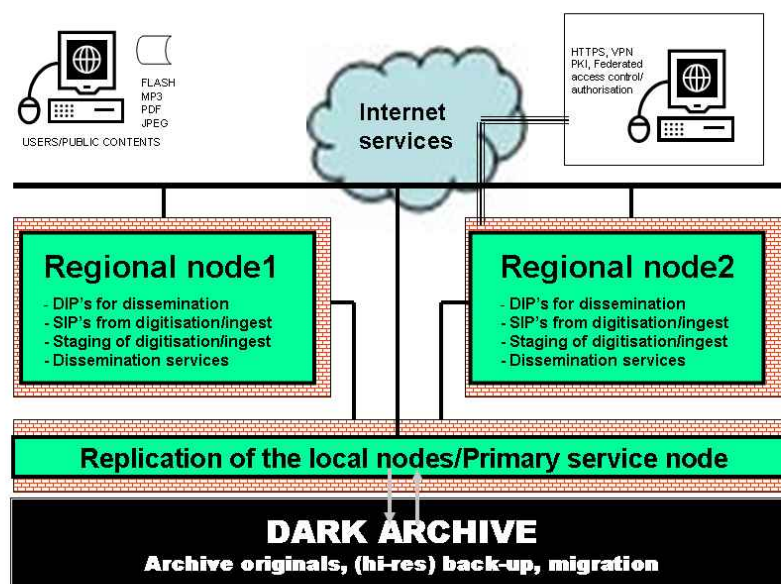 FLASH
MP3
PDF
JPEG
USERS/PUBLIC CONTENTS
Internet
services
HTTPS, VPN
PKI, Federated
access control/
authorisation
Regional node1
- DIP's for dissemination
- SIP's from digitisation/ingest
- Staging of digitisation/ingest
- Dissemination services
Regional node2
- DIP's for dissemination
- SIP's from digitisation/ingest
- Staging of digitisation/ingest
- Dissemination services
Replication of the local nodes/Primary service node
DARK ARCHIVE
Archive originals, (hi-res) back-up, migration